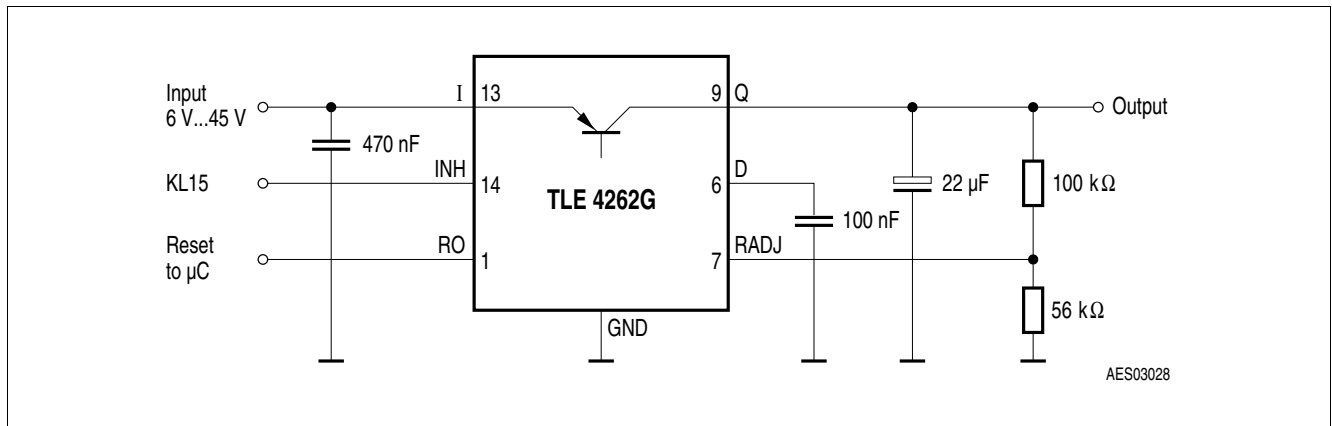 Input
6 V...45 V
I
13
9
Q
Output
470 nF
KL15
INH
14
TLE 4262G
D
6
22 µF
100 kΩ
100 nF
Reset
to µC
RO
1
RADJ
7
56 kΩ
GND
AES03028